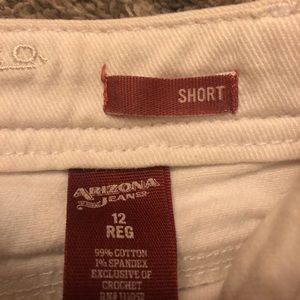 SHORT
ARIZONA
JEAN CO
12
REG
99% COTTON
1% SPANDEX
EXCLUSIVE OF
CROCHET